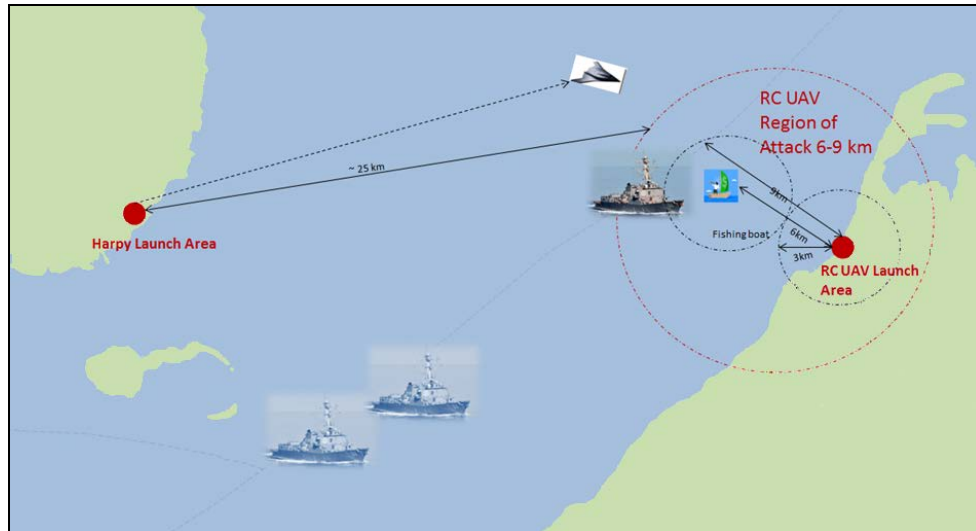 RC UAV
Region of
Attack 6-9 km
~ 25 km
9km
Harpy Launch Area
Fishing boat
6km
3km
RC UAV Launch
Area